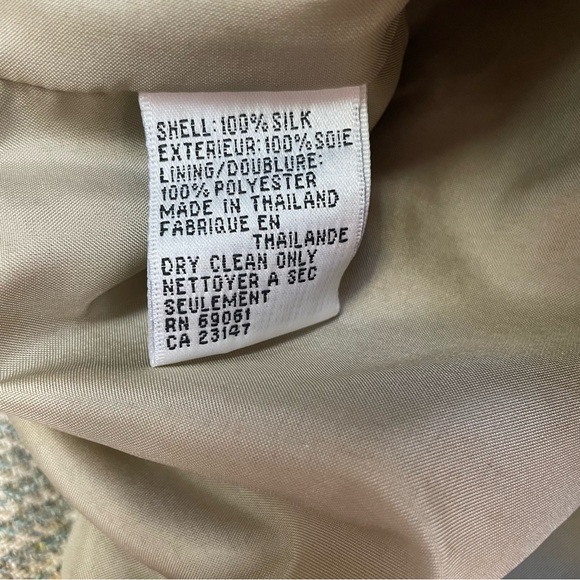 SHELL: 100% SILK
EXTERIEUR: 100% SOIE
LINING/DOUBLURE:
100% POLYESTER
MADE IN THAILAND
FABRIQUE EN
THAILANDE
DRY CLEAN ONLY
NETTOYER A SEC
SEULEMENT
RN 69061
CA 23147